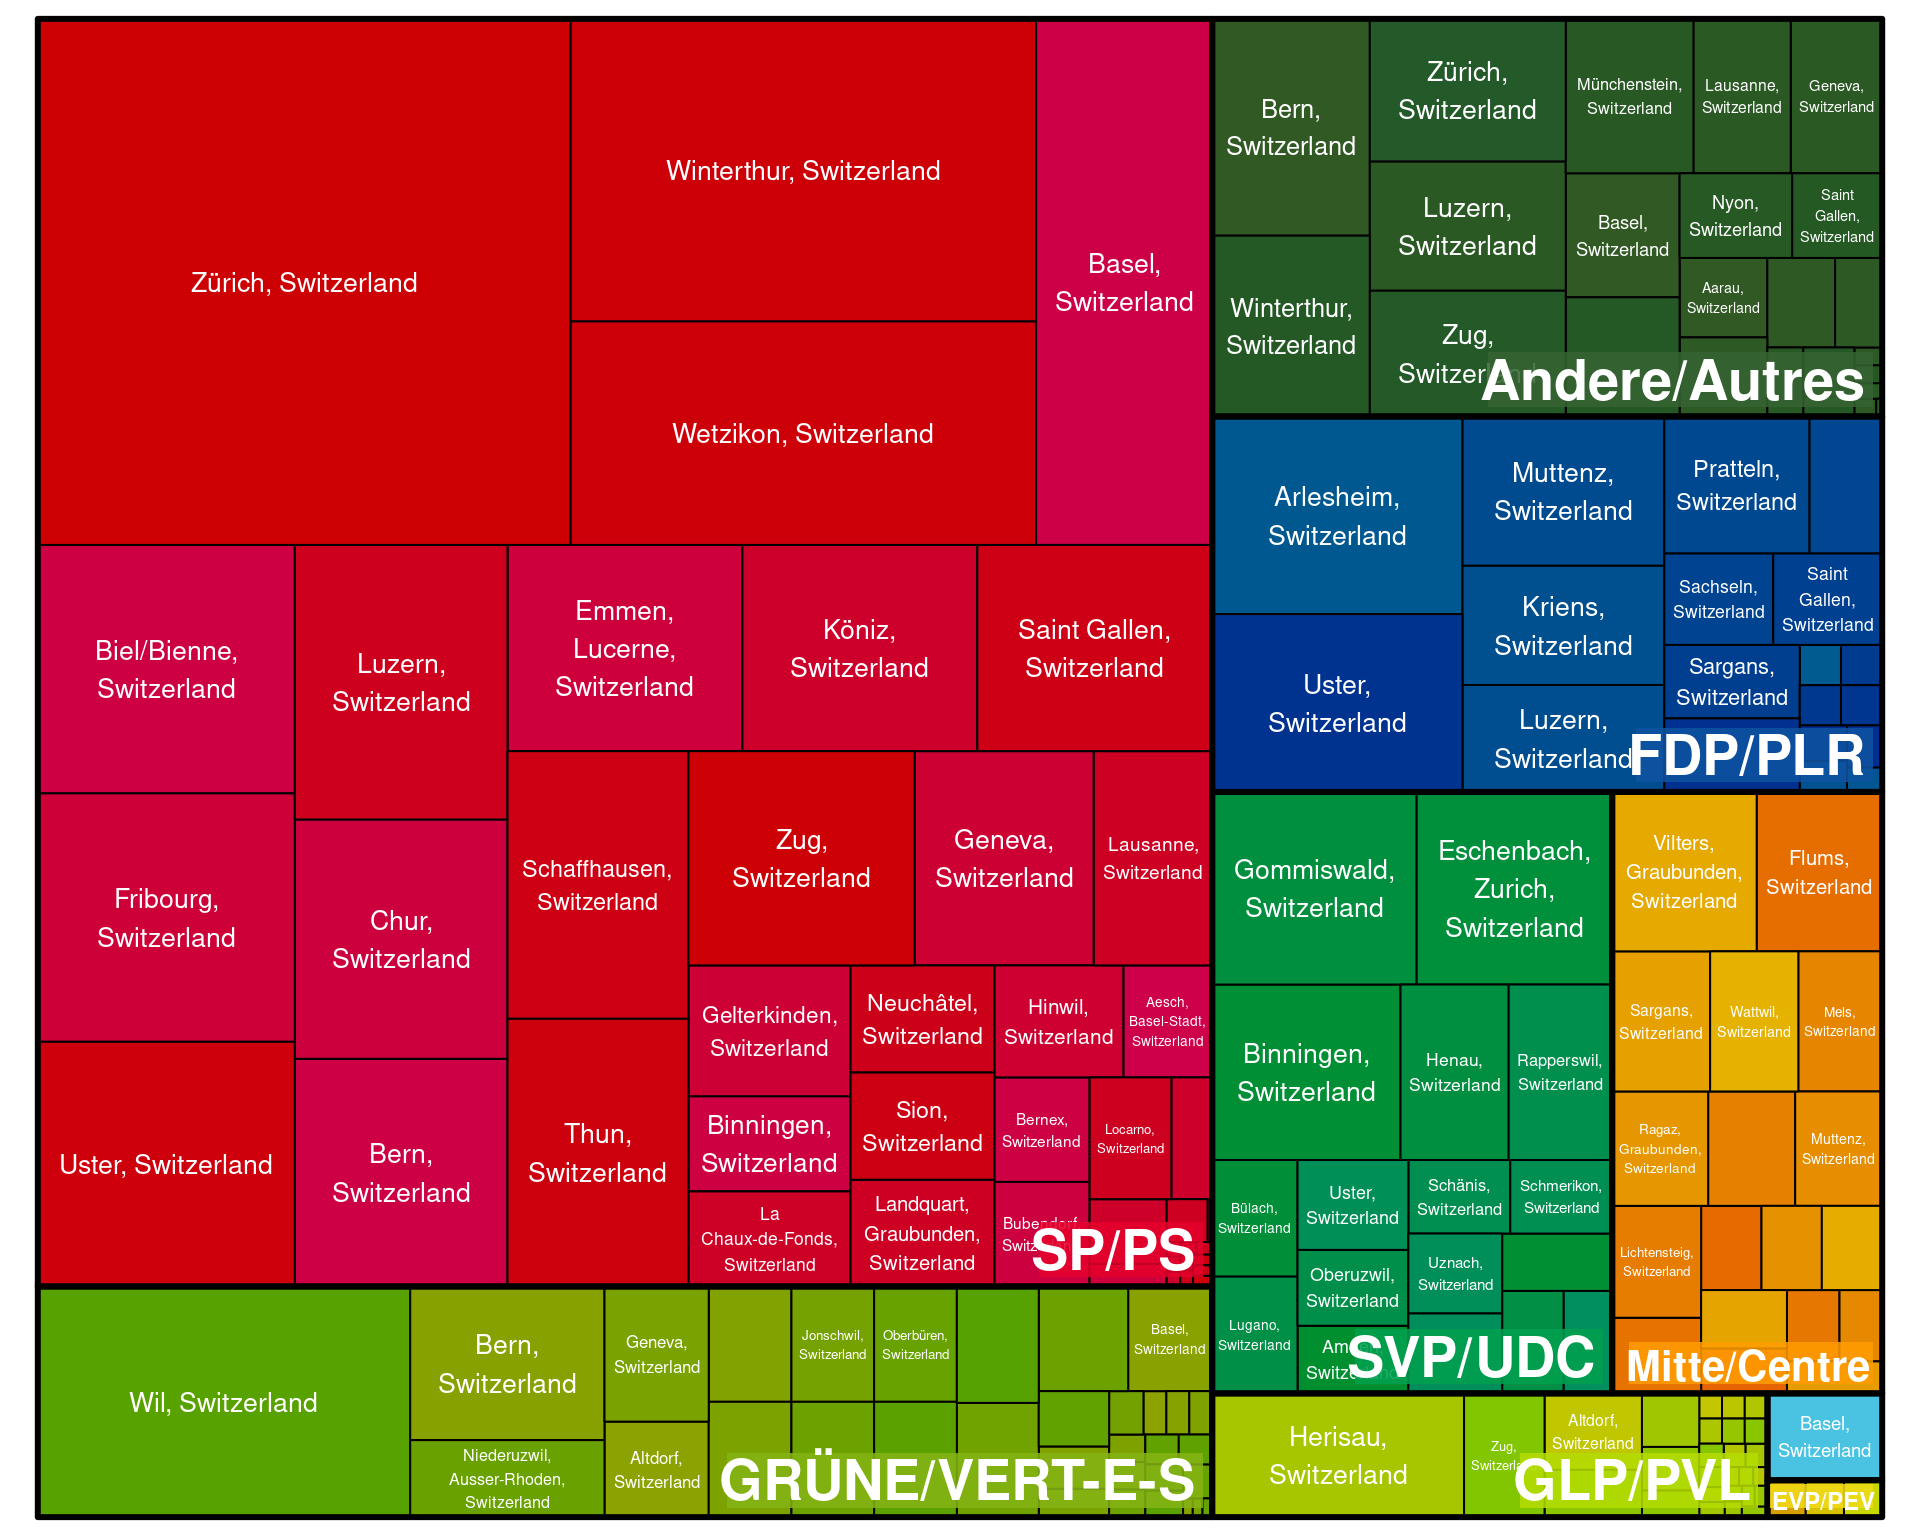 Zürich, Switzerland
Winterthur, Switzerland
Wetzikon, Switzerland
Basel,
Switzerland
Biel/Bienne,
Switzerland
Fribourg,
Switzerland
Uster, Switzerland
Luzern,
Switzerland
Chur,
Switzerland
Bern,
Switzerland
Emmen,
Lucerne,
Switzerland
Köniz,
Switzerland
Saint Gallen,
Switzerland
Schaffhausen,
Switzerland
Thun,
Switzerland
Zug,
Switzerland
Geneva,
Switzerland
Lausanne,
Switzerland
Gelterkinden,
Switzerland
Binningen,
Switzerland
La
Chaux-de-Fonds,
Switzerland
Neuchâtel,
Switzerland
Sion,
Switzerland
Landquart,
Graubunden,
Switzerland
Hinwil,
Switzerland
Aesch,
Basel-Stadt,
Switzerland
Bernex,
Switzerland
Locarno,
Switzerland
Bubendorf,
Switzerland
SP/PS
Wil, Switzerland
Bern,
Switzerland
Niederuzwil,
Ausser-Rhoden,
Switzerland
Geneva,
Switzerland
Altdorf,
Switzerland
Jonschwil,
Switzerland
Oberbüren,
Switzerland
Basel,
Switzerland
GRÜNE/VERT-E-S
Bern,
Switzerland
Winterthur,
Switzerland
Zürich,
Switzerland
Luzern,
Switzerland
Zug,
Switzerland
Münchenstein,
Switzerland
Lausanne,
Switzerland
Geneva,
Switzerland
Basel,
Switzerland
Nyon,
Switzerland
Saint
Gallen,
Switzerland
Aarau,
Switzerland
Andere/Autres
Arlesheim,
Switzerland
Uster,
Switzerland
Muttenz,
Switzerland
Kriens,
Switzerland
Luzern,
Switzerland
Pratteln,
Switzerland
Sachseln,
Switzerland
Saint
Gallen,
Switzerland
Sargans,
Switzerland
FDP/PLR
Gommiswald,
Switzerland
Eschenbach,
Zurich,
Switzerland
Binningen,
Switzerland
Henau,
Switzerland
Rapperswil,
Switzerland
Bülach,
Switzerland
Lugano,
Switzerland
Uster,
Switzerland
Oberuzwil,
Switzerland
Schänis,
Switzerland
Schmerikon,
Switzerland
Uznach,
Switzerland
SVP/UDC
Vilters,
Graubunden,
Switzerland
Flums,
Switzerland
Sargans,
Switzerland
Wattwil,
Switzerland
Mels,
Switzerland
Ragaz,
Graubunden,
Switzerland
Muttenz,
Switzerland
Lichtensteig,
Switzerland
Mitte/Centre
Herisau,
Switzerland
Zug,
Switzerland
Altdorf,
Switzerland
GLP/PVL
Basel,
Switzerland
EVP/PEV